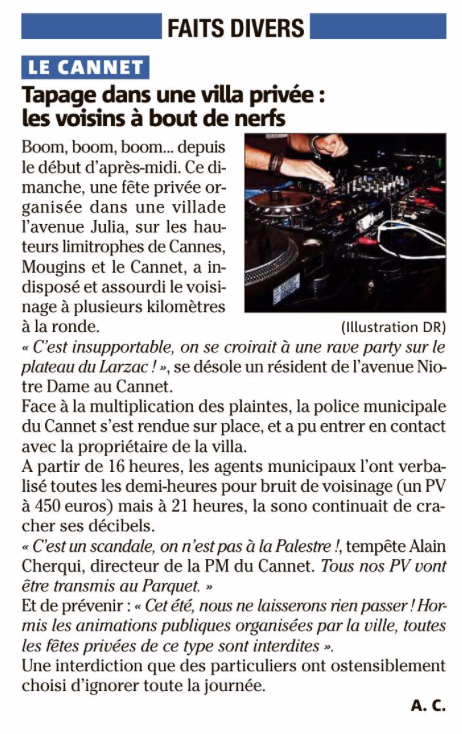 FAITS DIVERS
LE CANNET
Tapage dans une villa privée :
les voisins à bout de nerfs
Boom, boom, boom... depuis
le début d'après-midi. Ce di-
manche, une fête privée or-
ganisée dans une villade
l'avenue Julia, sur les hau-
teurs limitrophes de Cannes,
Mougins et le Cannet, a in-
disposé et assourdi le voisi-
nage à plusieurs kilomètres
à la ronde.
(Illustration DR)
« C'est insupportable, on se croirait à une rave party sur le
plateau du Larzac ! », se désole un résident de l'avenue Nio-
tre Dame au Cannet.
Face à la multiplication des plaintes, la police municipale
du Cannet s'est rendue sur place, et a pu entrer en contact
avec la propriétaire de la villa.
A partir de 16 heures, les agents municipaux l'ont verba-
lisé toutes les demi-heures pour bruit de voisinage (un PV
à 450 euros) mais à 21 heures, la sono continuait de cra-
cher ses décibels.
« C'est un scandale, on n'est pas à la Palestre !, tempête Alain
Cherqui, directeur de la PM du Cannet. Tous nos PV vont
être transmis au Parquet. »
Et de prévenir : « Cet été, nous ne laisserons rien passer ! Hor-
mis les animations publiques organisées par la ville, toutes
les fêtes privées de ce type sont interdites ».
Une interdiction que des particuliers ont ostensiblement
choisi d'ignorer toute la journée.
A. C.